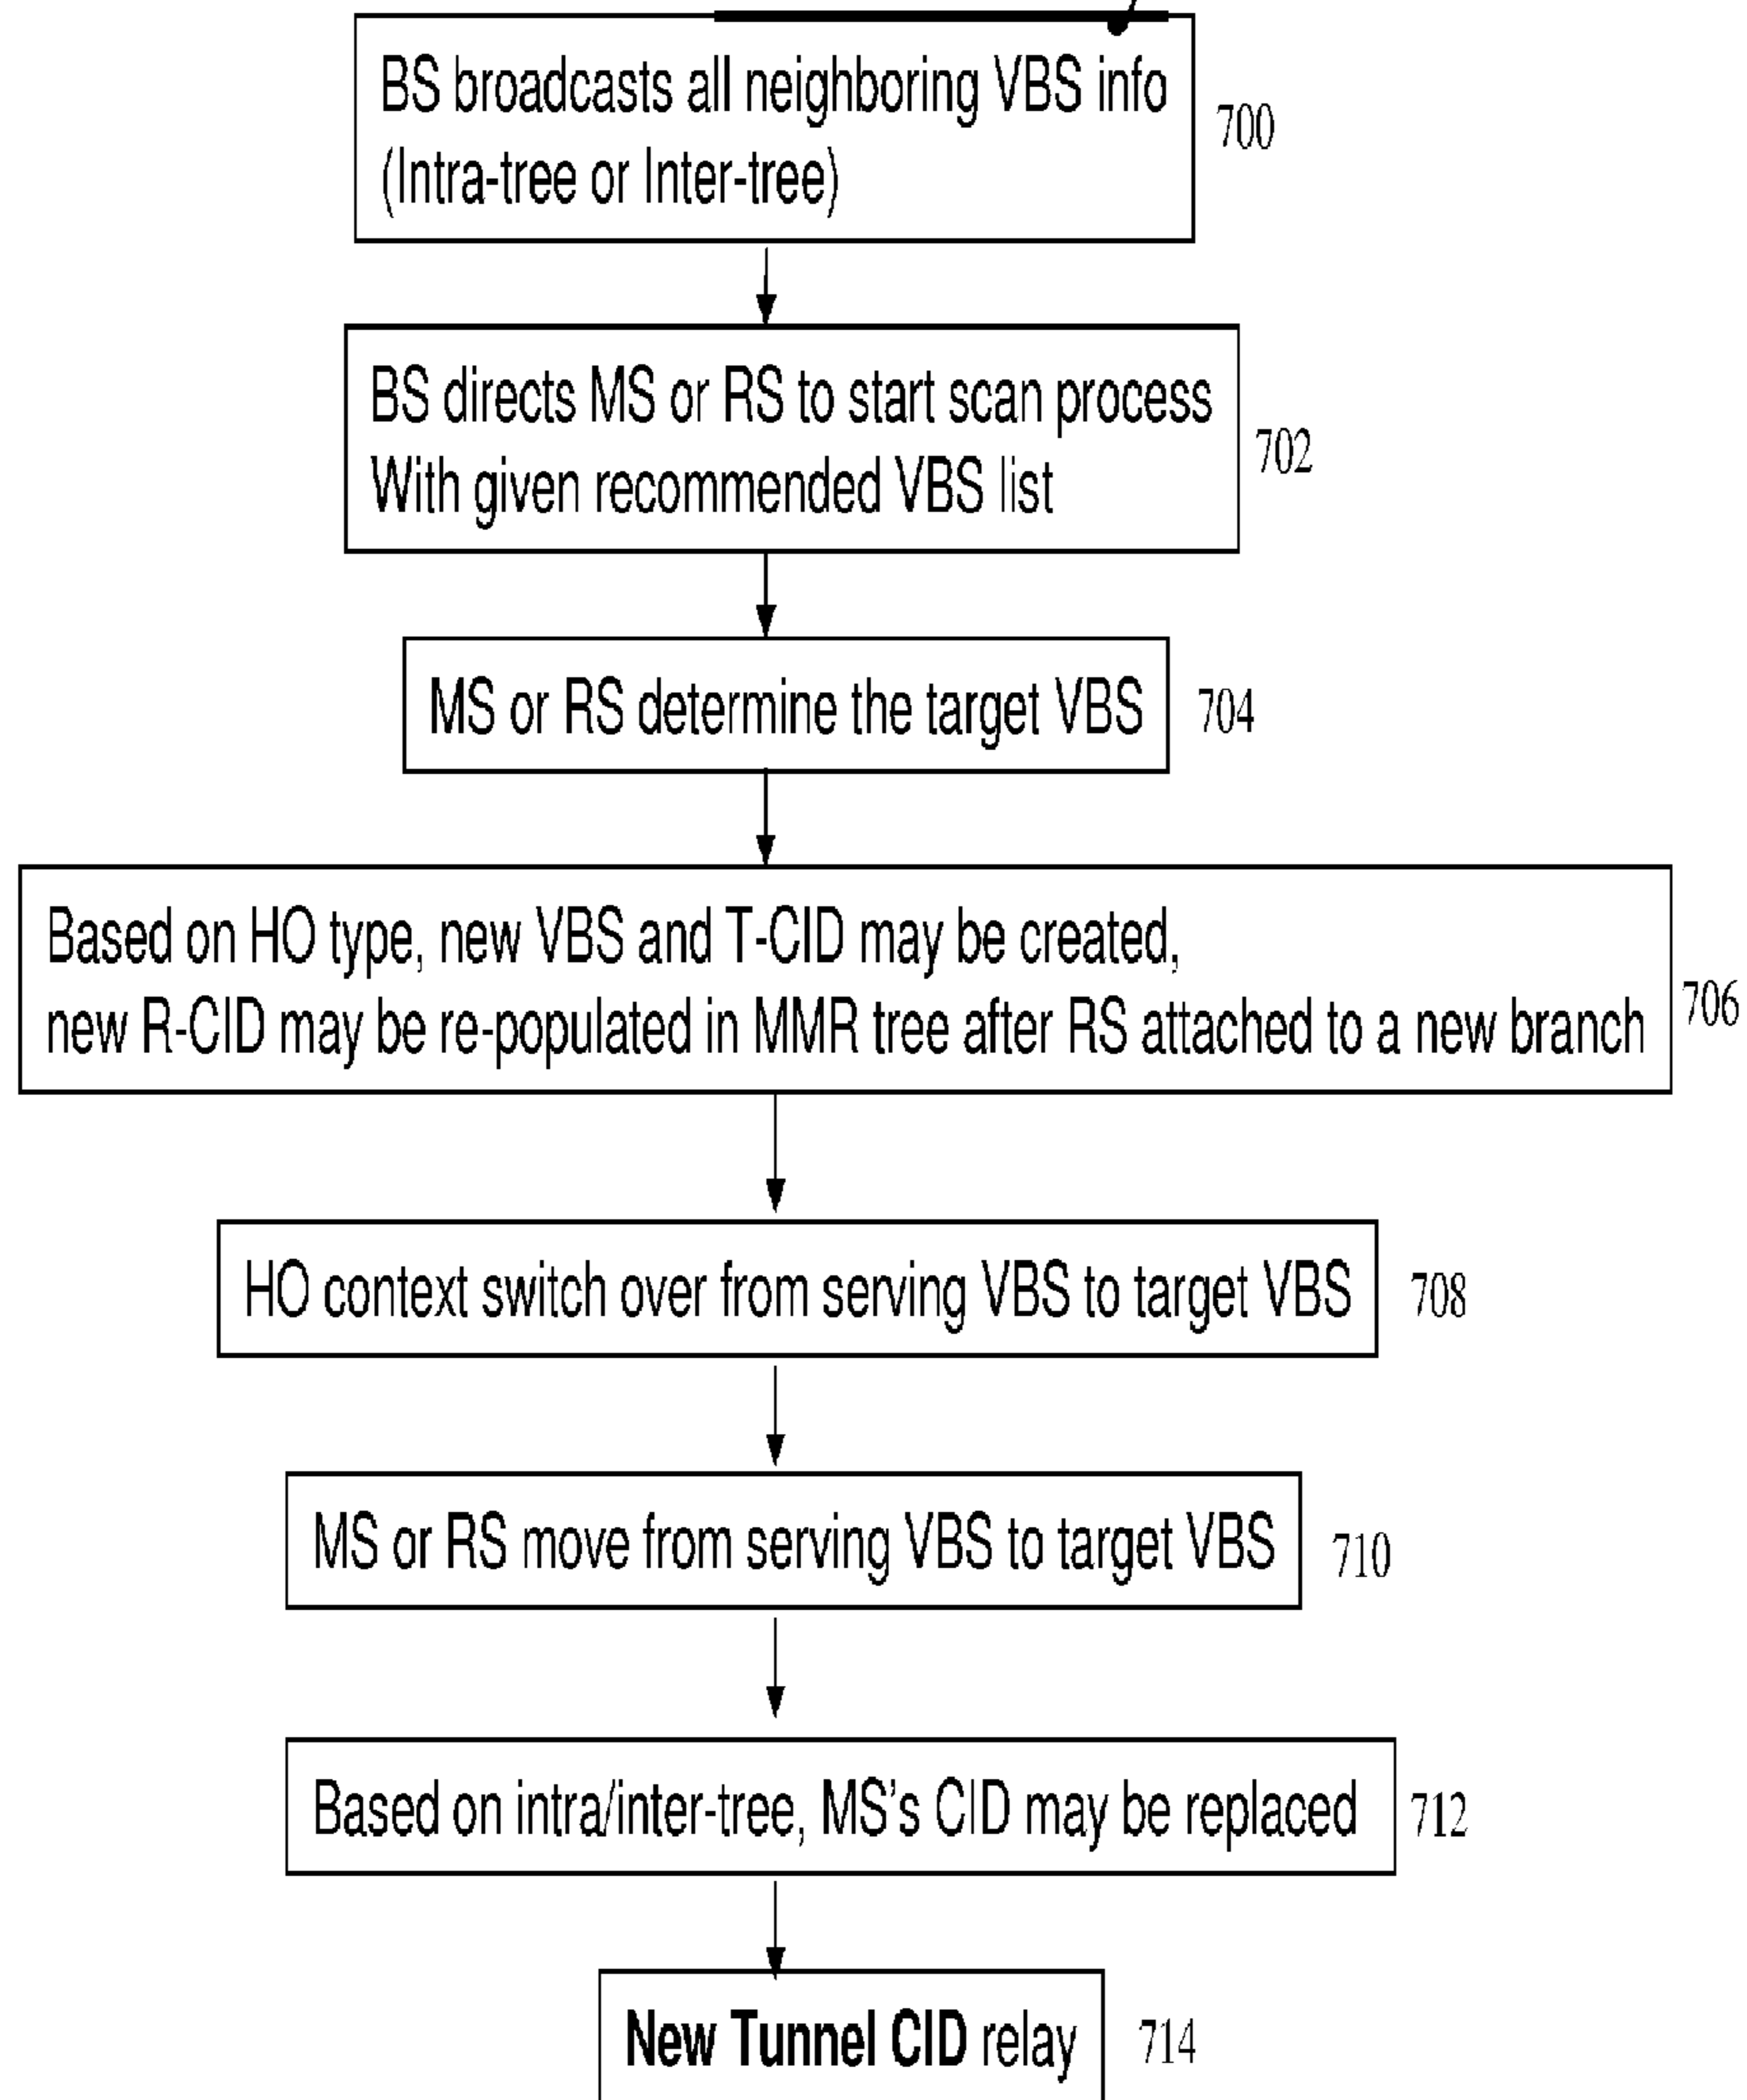 BS broadcasts all neighboring VBS info
(Intra-tree or Inter-tree)
700
BS directs MS or RS to start scan process
With given recommended VBS list
702
MS or RS determine the target VBS
704
Based on HO type, new VBS and T-CID may be created,
new R-CID may be re-populated in MMR tree after RS attached to a new branch
706
HO context switch over from serving VBS to target VBS
708
MS or RS move from serving VBS to target VBS
710
Based on intra/inter-tree, MS's CID may be replaced
712
New Tunnel CID relay
714